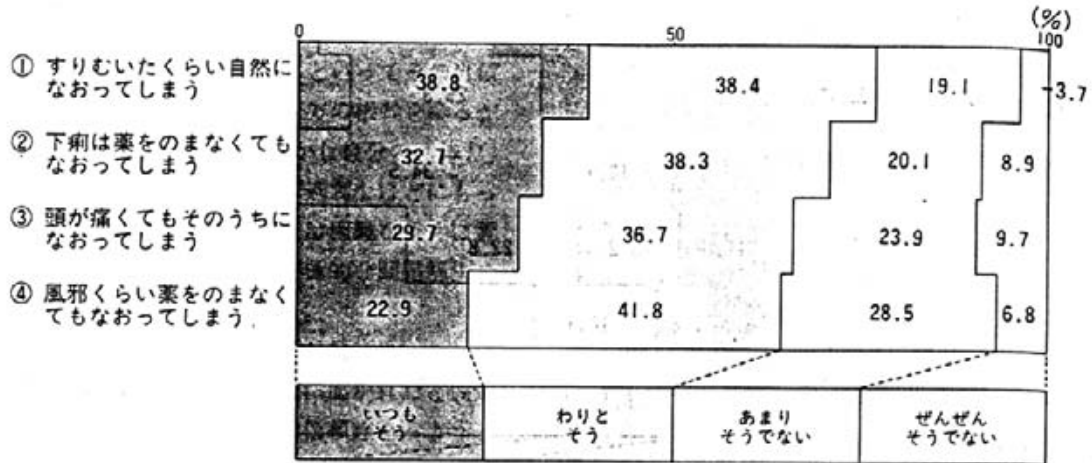 (%)
0 50 100
① すりむいたくらい自然に
なおってしまう
38.8 38.4 19.1 3.7
② 下痢は薬をのまなくても
なおってしまう
32.7 38.3 20.1 8.9
③ 頭が痛くてもそのうちに
なおってしまう
29.7 36.7 23.9 9.7
④ 風邪くらい薬をのまなく
てもなおってしまう
22.9 41.8 28.5 6.8
いつも わりと あまり ぜんぜん
そう そう そうでない そうでない